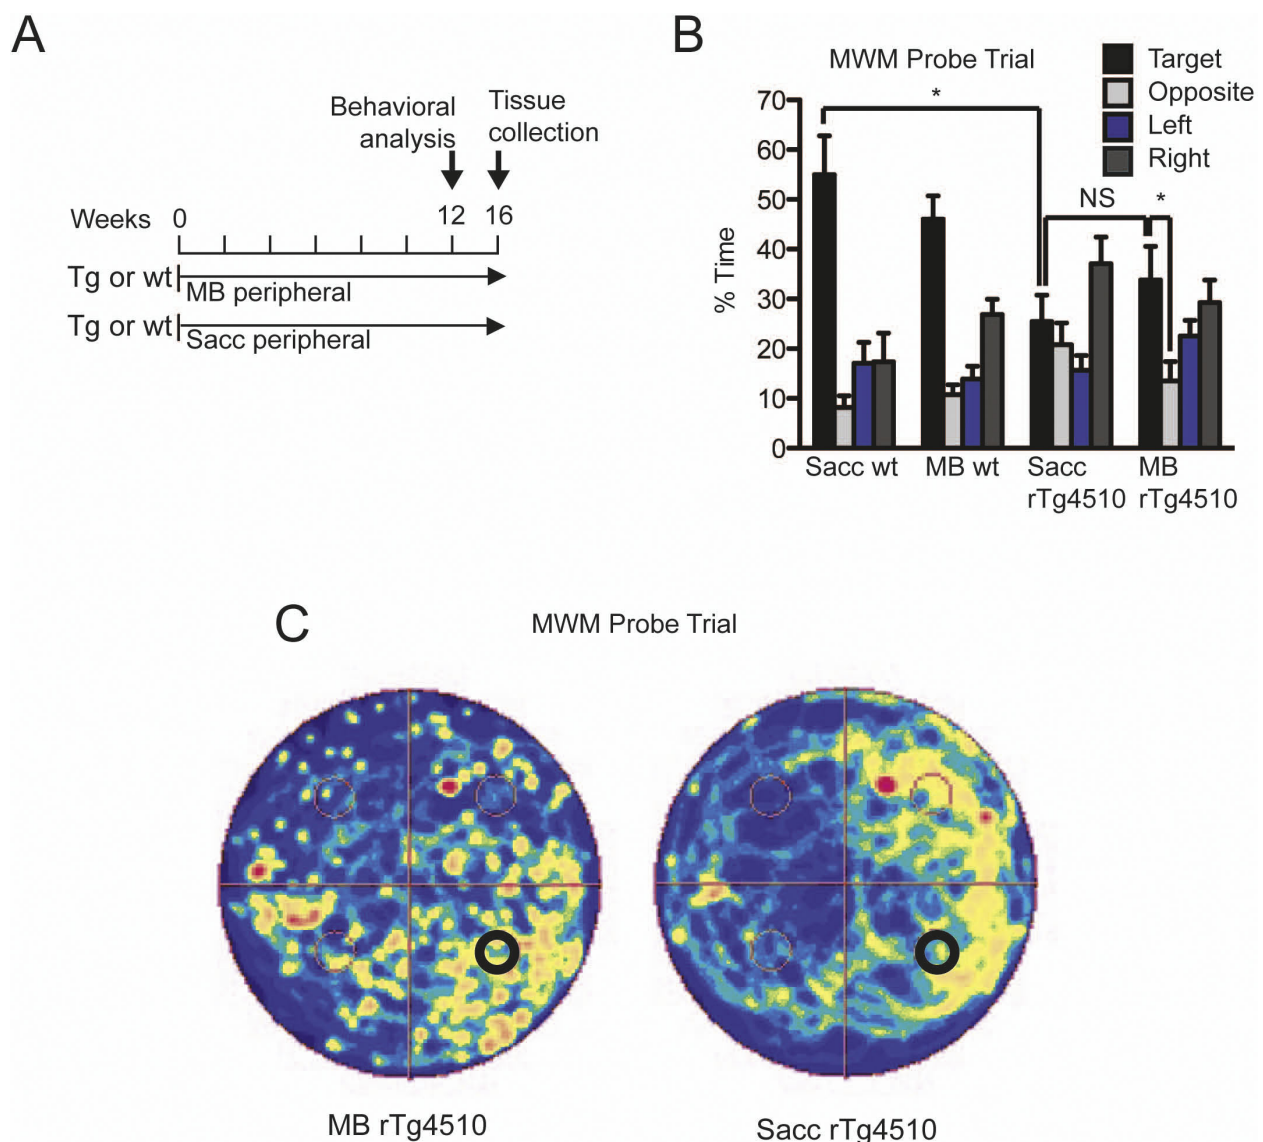 A
Behavioral
analysis
Tissue
collection
Weeks 0 12 16
Tg or wt
MB peripheral
Tg or wt
Sacc peripheral
B
MWM Probe Trial
Target
Opposite
Left
Right
% Time
70
60
50
40
30
20
10
0
*
NS
*
Sacc wt
MB wt
Sacc
rTg4510
MB
rTg4510
C
MWM Probe Trial
MB rTg4510
Sacc rTg4510